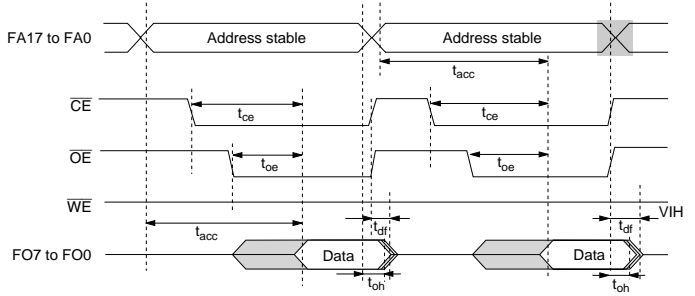 FA17 to FA0 Address stable Address stable
tacc
CE tce tce
OE toe toe
WE VIH
tacc tdf tdf
FO7 to FO0 Data Data
toh toh